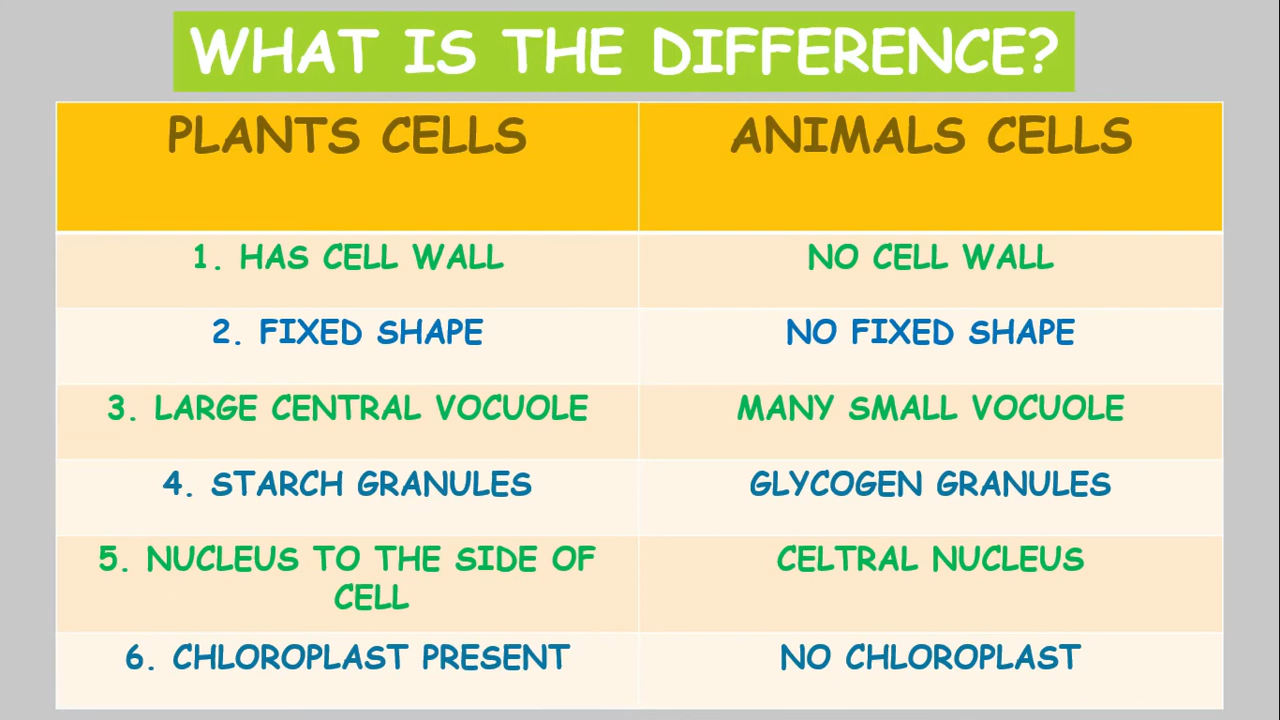 WHAT IS THE DIFFERENCE?
PLANTS CELLS
ANIMALS CELLS
1. HAS CELL WALL
NO CELL WALL
2. FIXED SHAPE
NO FIXED SHAPE
3. LARGE CENTRAL VOCUOLE
MANY SMALL VOCUOLE
4. STARCH GRANULES
GLYCOGEN GRANULES
5. NUCLEUS TO THE SIDE OF
CELL
CELTRAL NUCLEUS
6. CHLOROPLAST PRESENT
NO CHLOROPLAST